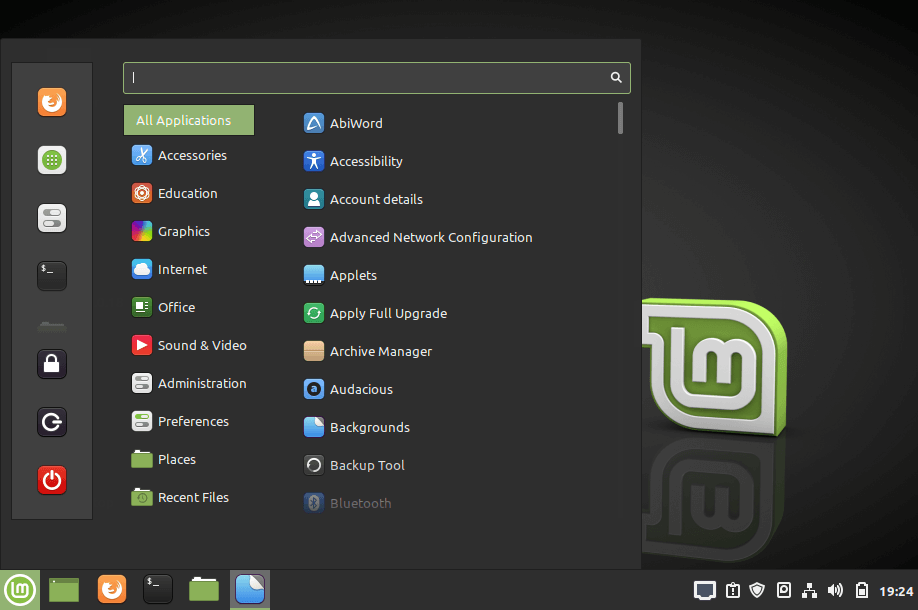 All Applications
Accessories
Education
Graphics
Internet
Office
Sound & Video
Administration
Preferences
Places
Recent Files
AbiWord
Accessibility
Account details
Advanced Network Configuration
Applets
Apply Full Upgrade
Archive Manager
Audacious
Backgrounds
Backup Tool
Bluetooth
19:24